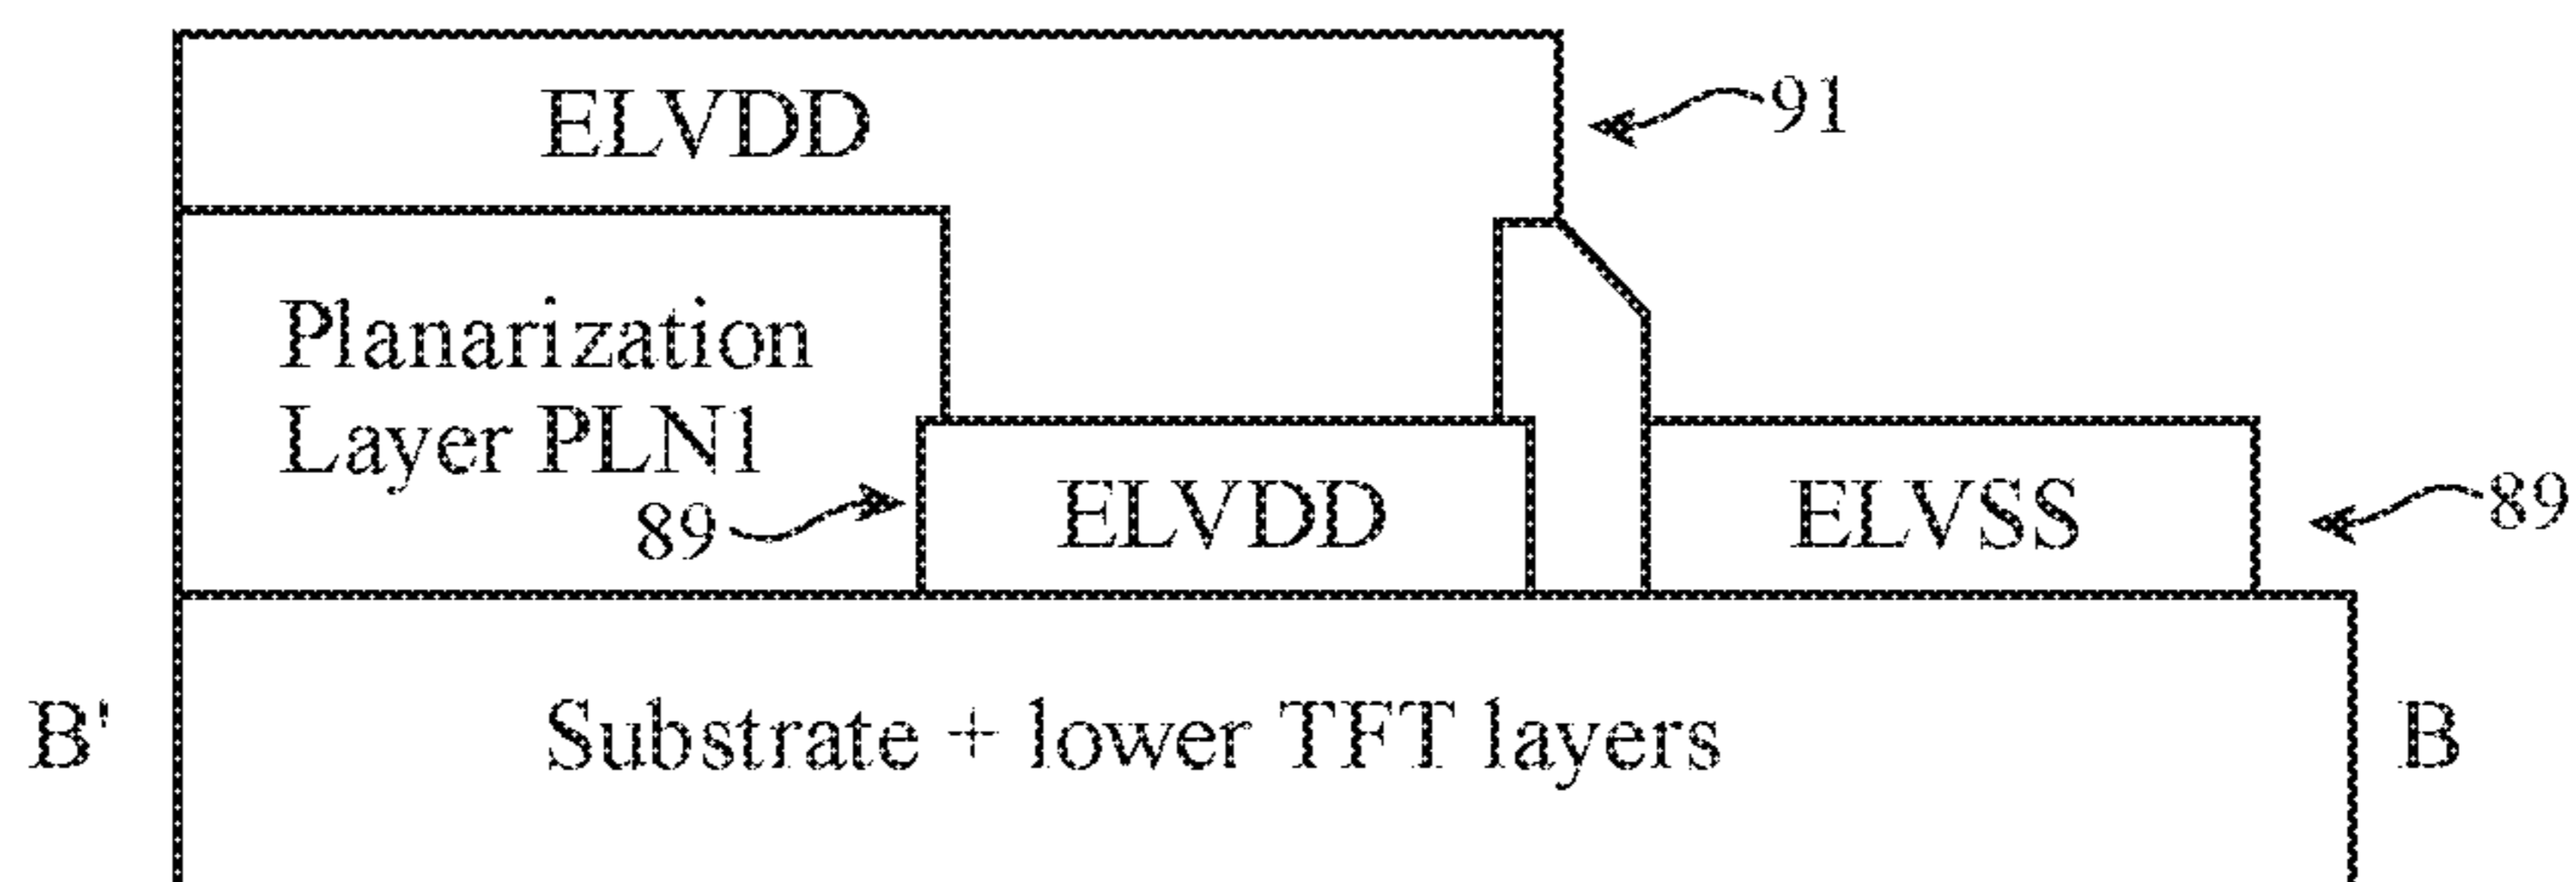 ELVDD
91
Planarization
Layer PLN1
89
ELVDD
ELVSS
89
B'
Substrate + lower TFT layers
B